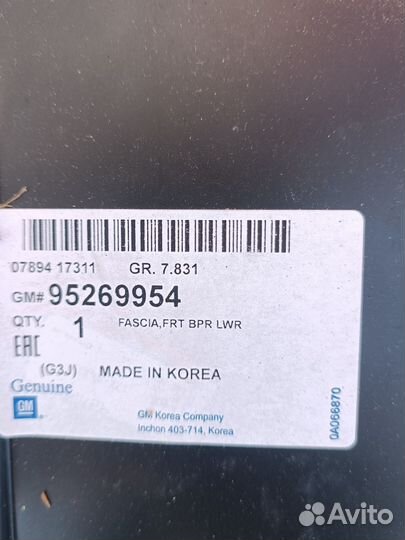 07894 17311 GR. 7.831
GM# 95269954
QTY. 1 FASCIA,FRT BPR LWR
EAC
(G3J) MADE IN KOREA
Genuine
GM
GM Korea Company
Inchon 403-714, Korea
0A066870
Avito